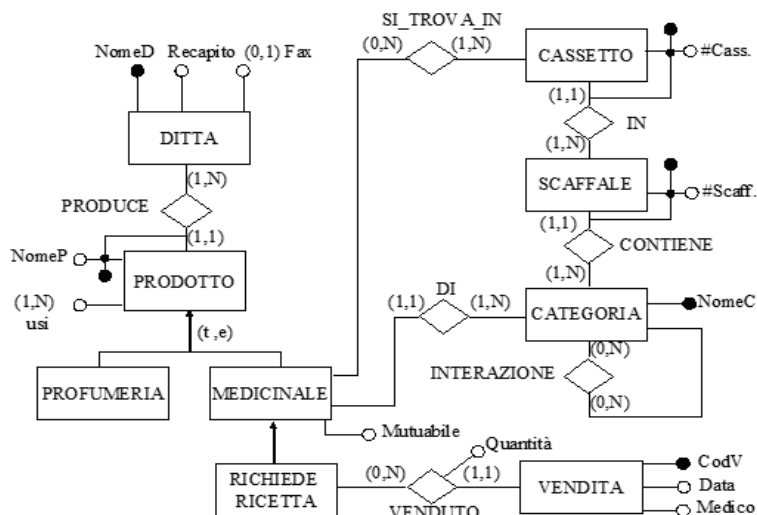 SI_TROVA_IN
NomeD Recapito (0,1) Fax
(0,N) (1,N)
CASSETTO
#Cass.
DITTA
(1,1)
IN
(1,N)
(1,N)
SCAFFALE
#Scaff.
PRODUCE
(1,1)
(1,1)
CONTIENE
NomeP
PRODOTTO
(1,N)
(1,N)
usi
DI
(1,1) (1,N)
CATEGORIA
NomeC
(t ,e)
(0,N)
PROFUMERIA
MEDICINALE
INTERAZIONE
(0,N)
Mutuabile
Quantità
RICHIEDE
RICETTA
(0,N) (1,1)
VENDUTO
VENDITA
CodV
Data
Medico